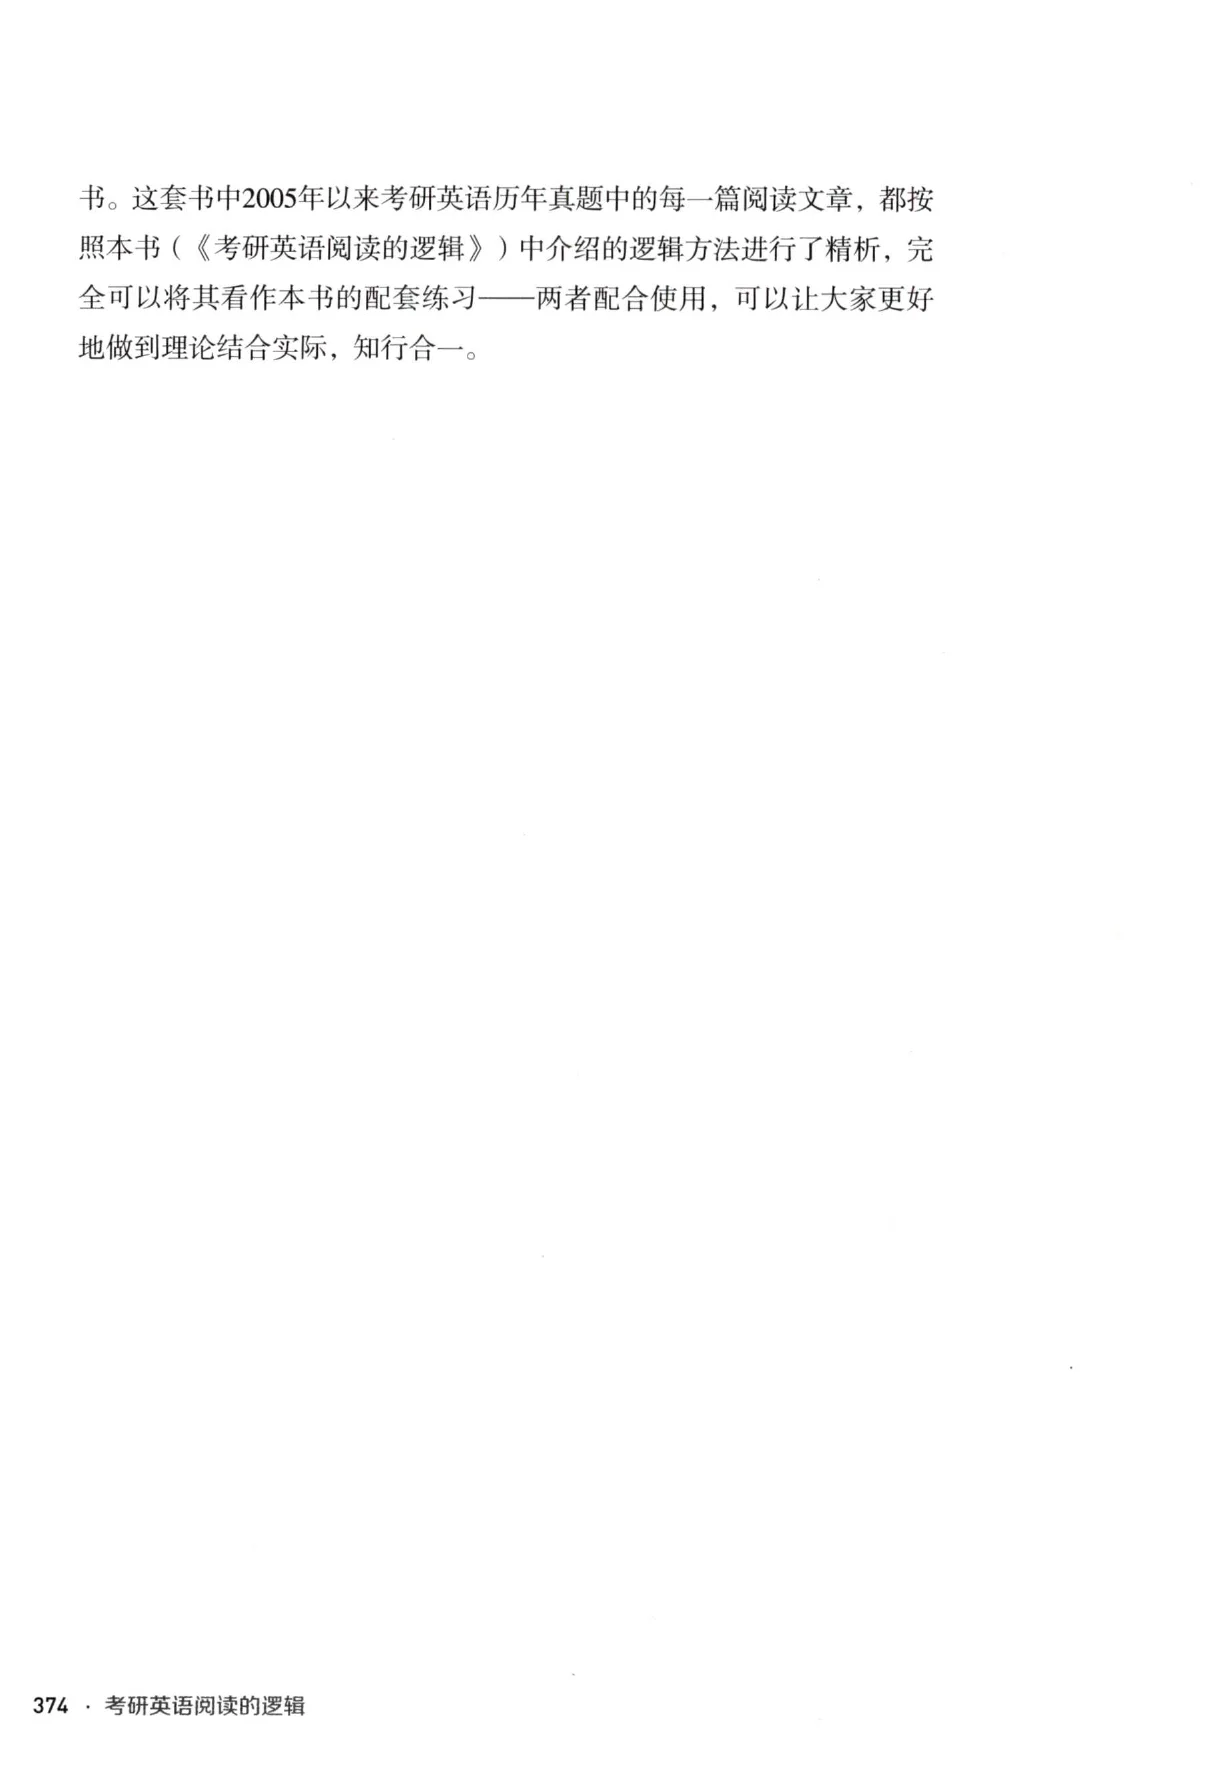 书。这套书中2005年以来考研英语历年真题中的每一篇阅读文章，都按
照本书（《考研英语阅读的逻辑》）中介绍的逻辑方法进行了精析，完
全可以将其看作本书的配套练习——两者配合使用，可以让大家更好
地做到理论结合实际，知行合一。
374 · 考研英语阅读的逻辑